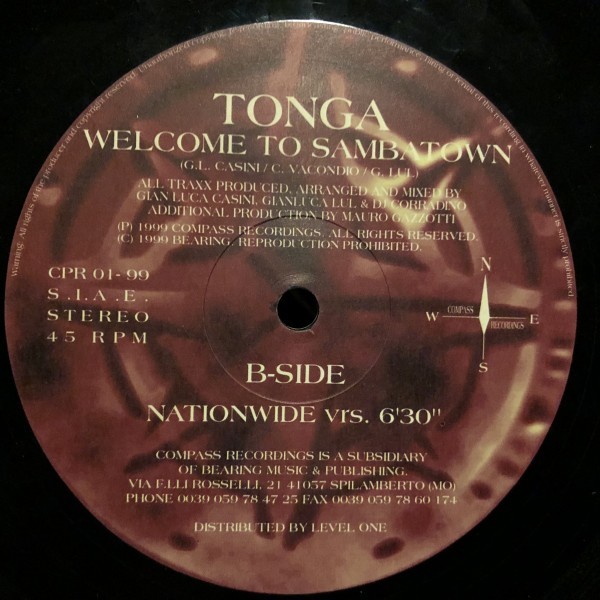 TONGA
WELCOME TO SAMBATOWN
(G.L. CASINI / C. VACONDIO / G. LUL)
ALL TRAXX PRODUCED, ARRANGED AND MIXED BY
GIAN LUCA CASINI, GIANLUCA LUL & DJ CORRADINO
ADDITIONAL PRODUCTION BY MAURO GAZZOTTI
(P) 1999 COMPASS RECORDINGS. ALL RIGHTS RESERVED.
(C) 1999 BEARING. REPRODUCTION PROHIBITED.
CPR 01-99
S.I.A.E.
STEREO
45 RPM
N
W COMPASS RECORDINGS E
S
B-SIDE
NATIONWIDE vrs. 6'30"
COMPASS RECORDINGS IS A SUBSIDIARY
OF BEARING MUSIC & PUBLISHING.
VIA F.LLI ROSSELLI, 21 41057 SPILAMBERTO (MO)
PHONE 0039 059 78 47 25 FAX 0039 059 78 60 174
DISTRIBUTED BY LEVEL ONE